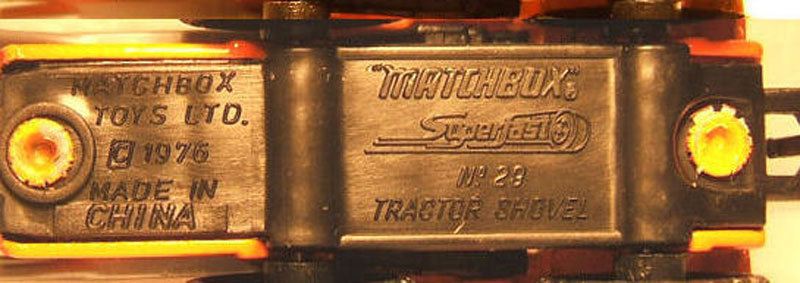 MATCHBOX
TOYS LTD.
© 1976
MADE IN
CHINA
"MATCHBOX"
Superfast
Nº 29
TRACTOR SHOVEL